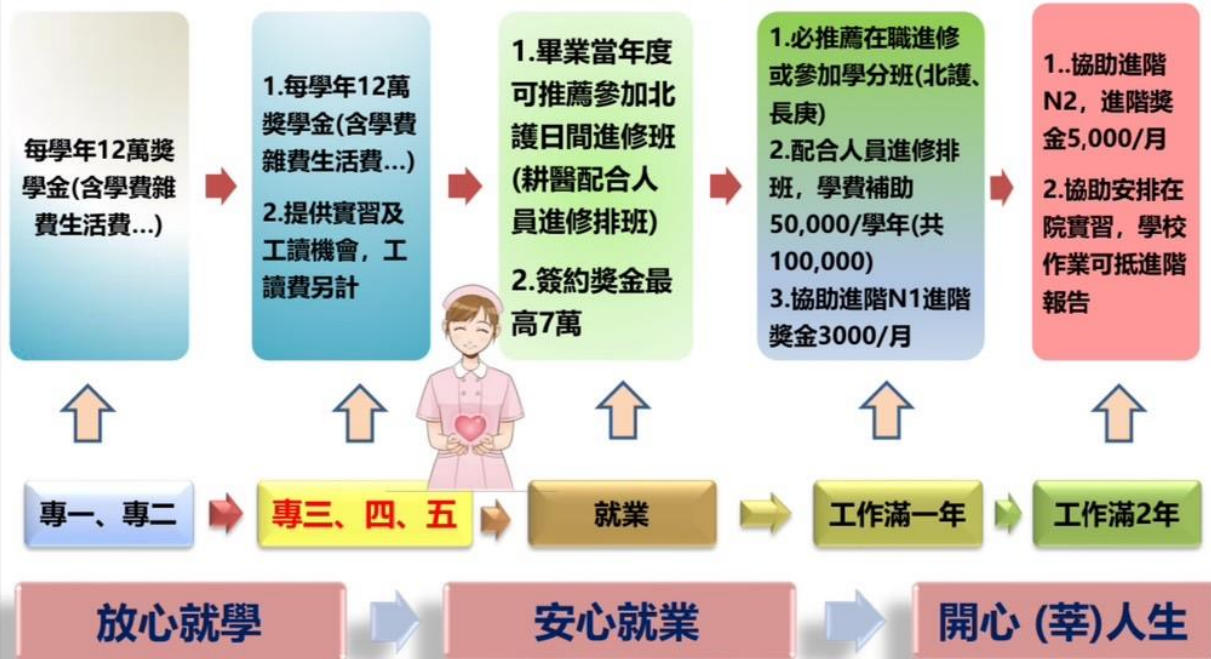 每學年12萬獎
學金(含學費雜
費生活費...)
1.每學年12萬
獎學金(含學費
雜費生活費...)
2.提供實習及
工讀機會，工
讀費另計
1.畢業當年度
可推薦參加北
護日間進修班
(耕醫配合人
員進修排班)
2.簽約獎金最
高7萬
1.必推薦在職進修
或參加學分班(北護、
長庚)
2.配合人員進修排
班，學費補助
50,000/學年(共
100,000)
3.協助進階N1進階
獎金3000/月
1..協助進階
N2，進階獎
金5,000/月
2.協助安排在
院實習，學校
作業可抵進階
報告
專一、專二
專三、四、五
就業
工作滿一年
工作滿2年
放心就學
安心就業
開心 (莘)人生